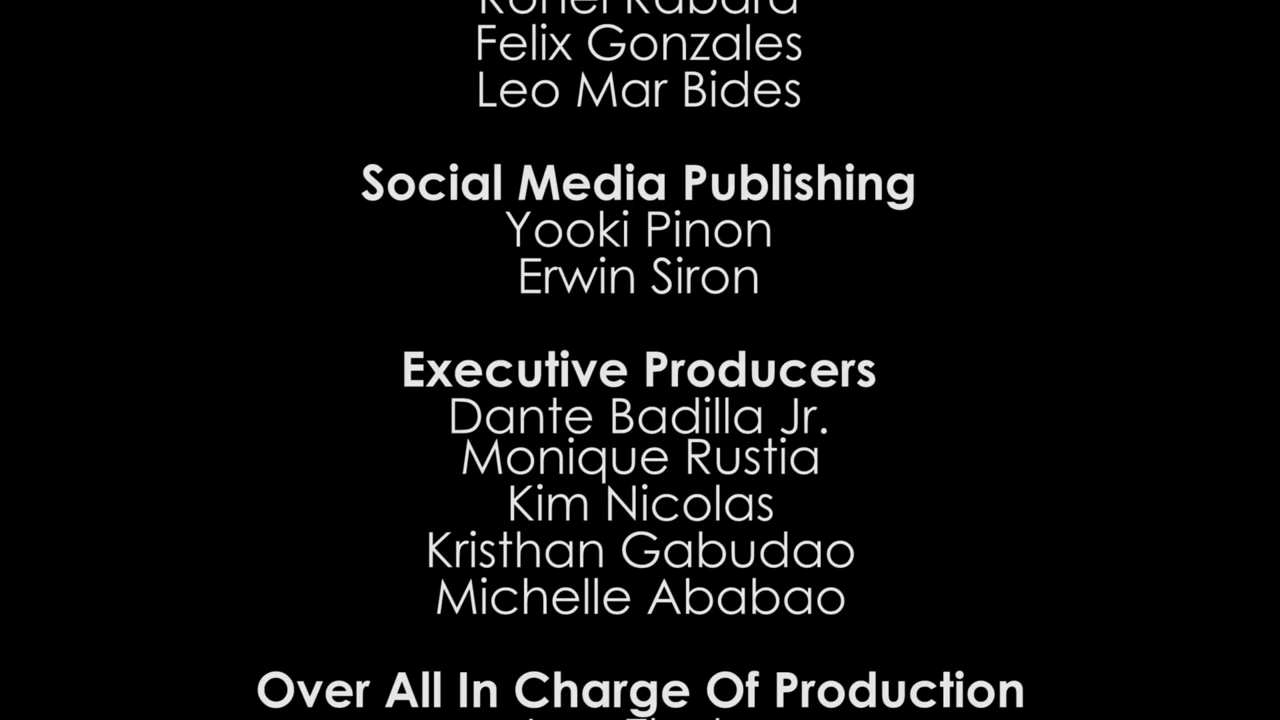 Felix Gonzales
Leo Mar Bides
Social Media Publishing
Yooki Pinon
Erwin Siron
Executive Producers
Dante Badilla Jr.
Monique Rustia
Kim Nicolas
Kristhan Gabudao
Michelle Ababao
Over All In Charge Of Production